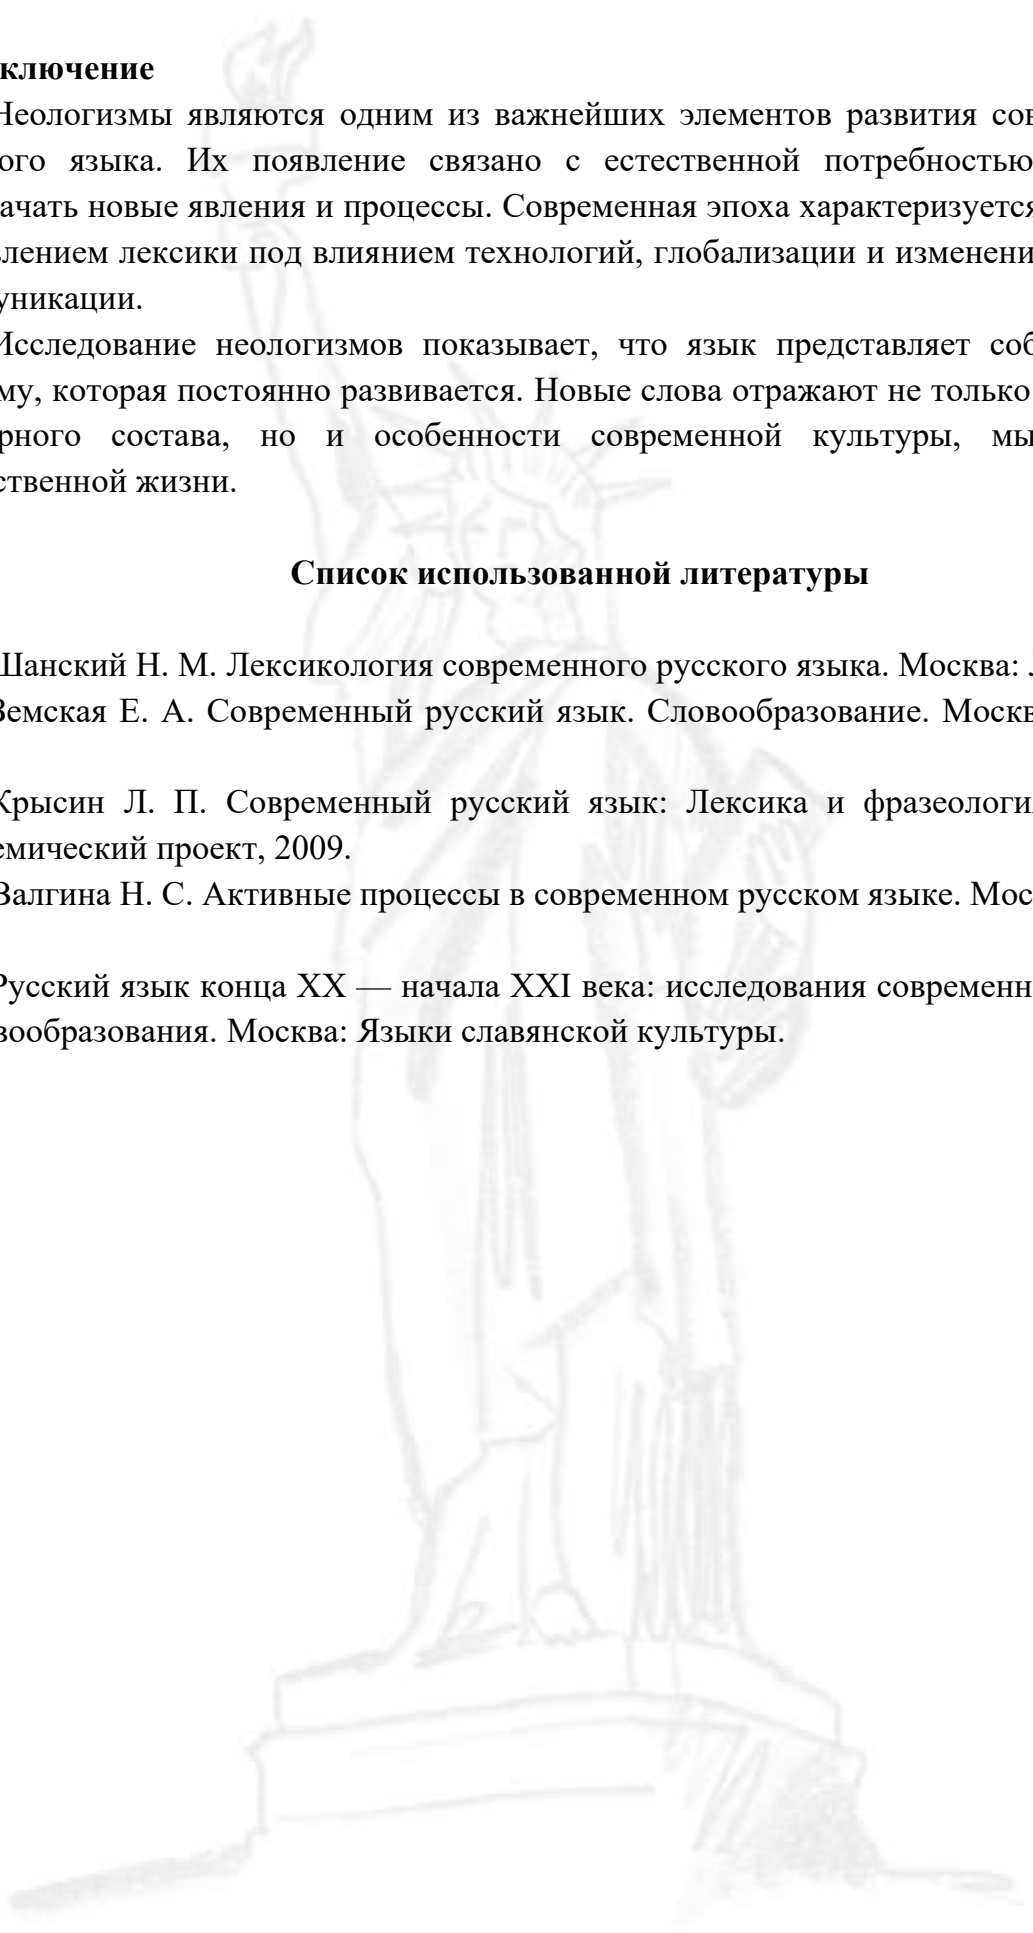 ключение
Неологизмы являются одним из важнейших элементов развития сов
ого языка. Их появление связано с естественной потребностью
ачать новые явления и процессы. Современная эпоха характеризуется
лением лексики под влиянием технологий, глобализации и изменени
уникации.
Исследование неологизмов показывает, что язык представляет соб
му, которая постоянно развивается. Новые слова отражают не только
рного состава, но и особенности современной культуры, мы
ственной жизни.
Список использованной литературы
Шанский Н. М. Лексикология современного русского языка. Москва:
Земская Е. А. Современный русский язык. Словообразование. Москв
Крысин Л. П. Современный русский язык: Лексика и фразеологи
емический проект, 2009.
Валгина Н. С. Активные процессы в современном русском языке. Мос
Русский язык конца XX — начала XXI века: исследования современн
вообразования. Москва: Языки славянской культуры.